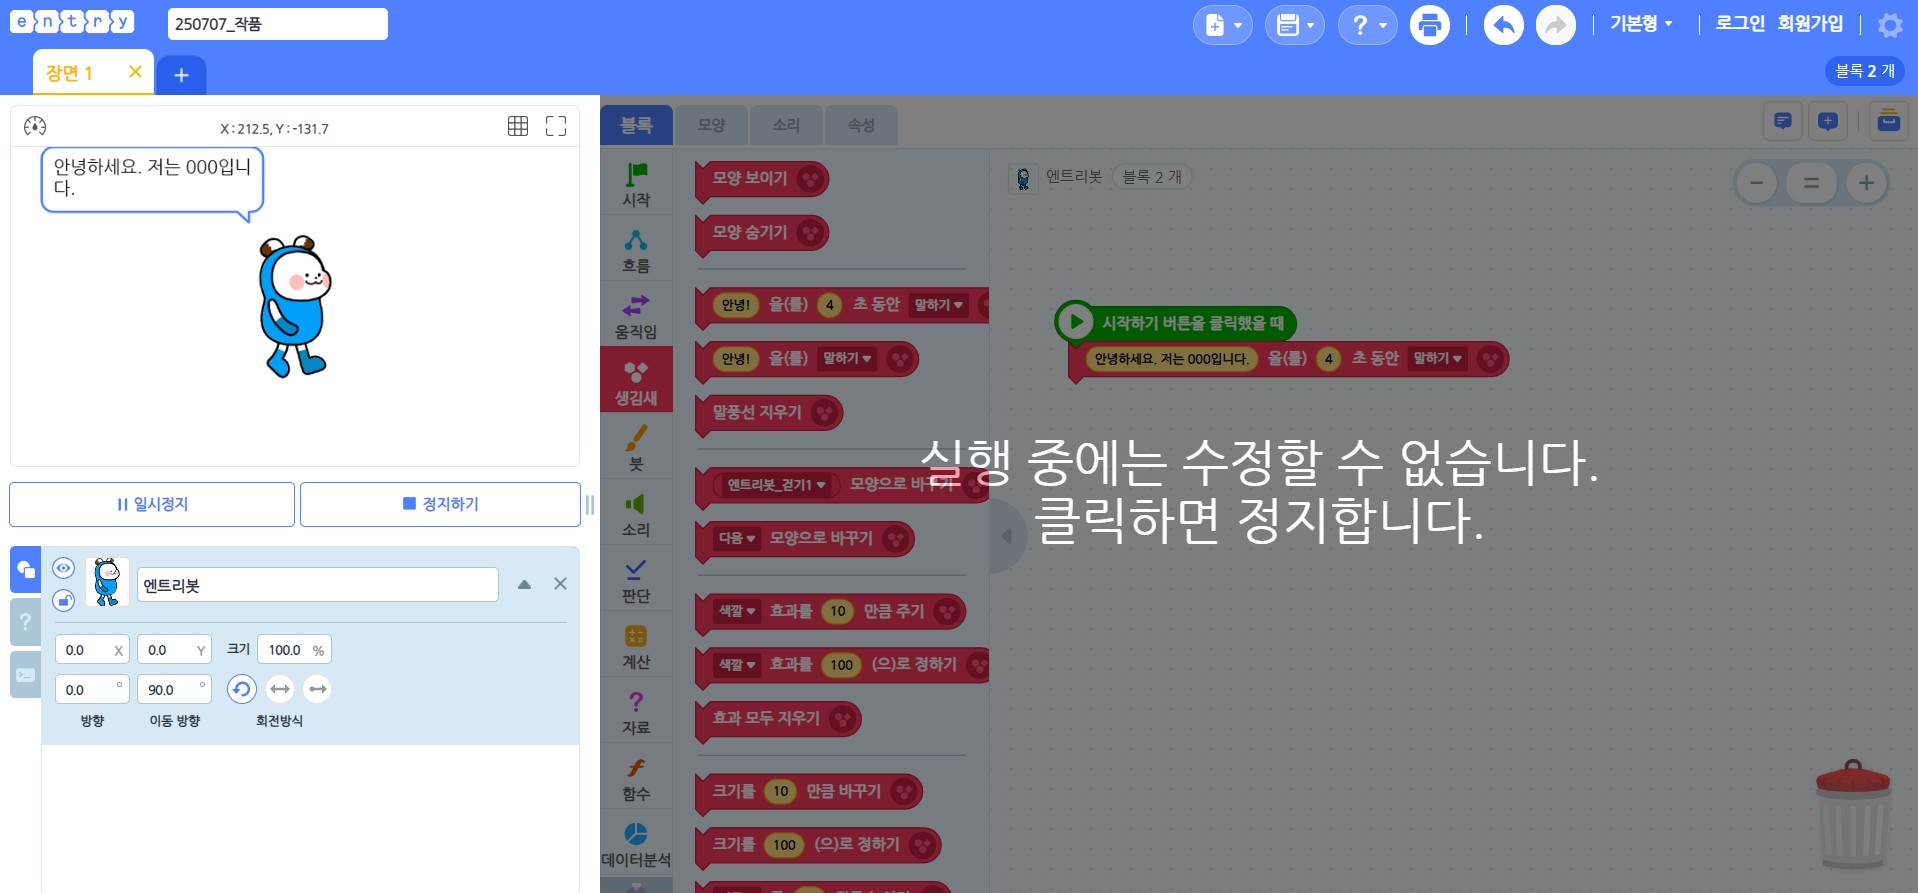 entry
250707_작품
기본형
로그인 회원가입
장면 1
블록 2 개
X : 212.5, Y : -131.7
안녕하세요. 저는 000입니
다.
일시정지
정지하기
엔트리봇
0.0 X
0.0 Y
크기 100.0 %
0.0 °
90.0 °
방향
이동 방향
회전방식
블록
모양
소리
속성
시작
흐름
움직임
생김새
붓
소리
판단
계산
자료
함수
데이터분석
모양 보이기
모양 숨기기
안녕! 을(를) 4 초 동안 말하기
안녕! 을(를) 말하기
말풍선 지우기
엔트리봇_걷기1 모양으로 바꾸기
다음 모양으로 바꾸기
색깔 효과를 10 만큼 주기
색깔 효과를 100 (으)로 정하기
효과 모두 지우기
크기를 10 만큼 바꾸기
크기를 100 (으)로 정하기
엔트리봇 블록 2 개
시작하기 버튼을 클릭했을 때
안녕하세요. 저는 000입니다. 을(를) 4 초 동안 말하기
실행 중에는 수정할 수 없습니다.
클릭하면 정지합니다.